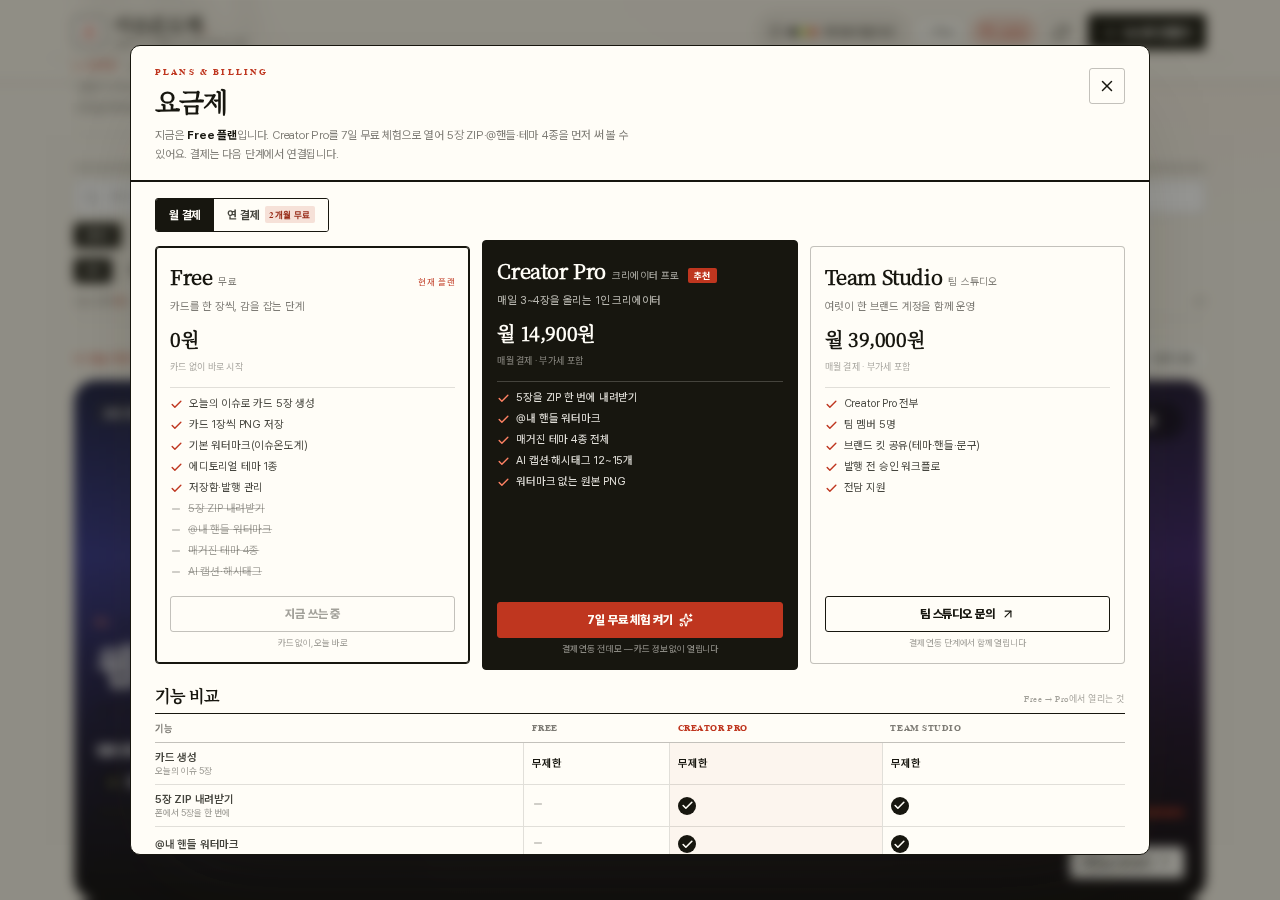 PLANS & BILLING
요금제
지금은 Free 플랜입니다. Creator Pro를 7일 무료 체험으로 열어 5장 ZIP·@핸들·테마 4종을 먼저 써 볼 수
있어요. 결제는 다음 단계에서 연결됩니다.
월 결제
연 결제 2개월 무료
Free 무료
현재 플랜
카드를 한 장씩, 감을 잡는 단계
0원
카드 없이 바로 시작
오늘의 이슈로 카드 5장 생성
카드 1장씩 PNG 저장
기본 워터마크(이슈온도계)
에디토리얼 테마 1종
저장함·발행 관리
5장 ZIP 내려받기
@내 핸들 워터마크
매거진 테마 4종
AI 캡션·해시태그
지금 쓰는 중
카드 없이, 오늘 바로
Creator Pro 크리에이터 프로 추천
매일 3~4장을 올리는 1인 크리에이터
월 14,900원
매월 결제 · 부가세 포함
5장을 ZIP 한 번에 내려받기
@내 핸들 워터마크
매거진 테마 4종 전체
AI 캡션·해시태그 12~15개
워터마크 없는 원본 PNG
7일 무료 체험 켜기
결제 연동 전 데모 — 카드 정보 없이 열립니다
Team Studio 팀 스튜디오
여럿이 한 브랜드 계정을 함께 운영
월 39,000원
매월 결제 · 부가세 포함
Creator Pro 전부
팀 멤버 5명
브랜드 킷 공유(테마·핸들·문구)
발행 전 승인 워크플로
전담 지원
팀 스튜디오 문의
결제 연동 단계에서 함께 열립니다
기능 비교
Free → Pro에서 열리는 것
기능
FREE
CREATOR PRO
TEAM STUDIO
카드 생성
오늘의 이슈 5장
무제한
무제한
무제한
5장 ZIP 내려받기
폰에서 5장을 한 번에
@내 핸들 워터마크